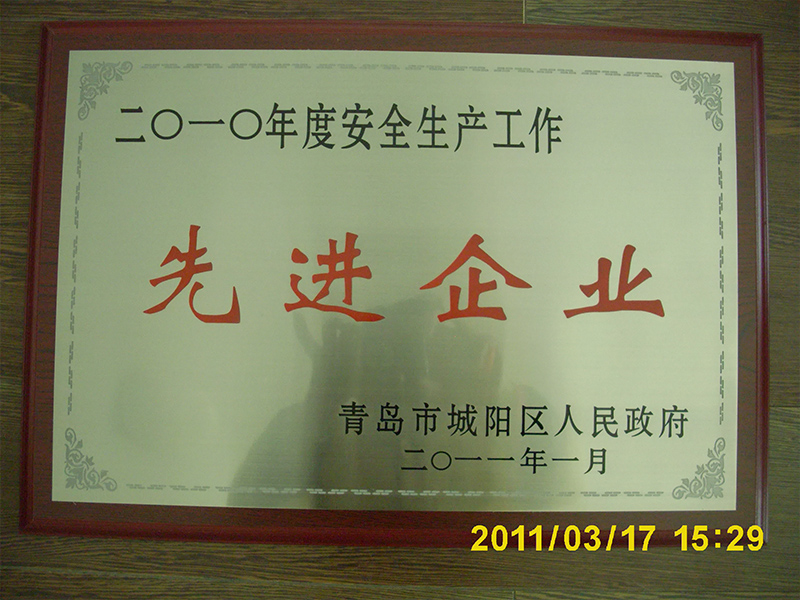 二〇一〇年度安全生产工作
先进企业
青岛市城阳区人民政府
二〇一一年一月
2011/03/17 15:29